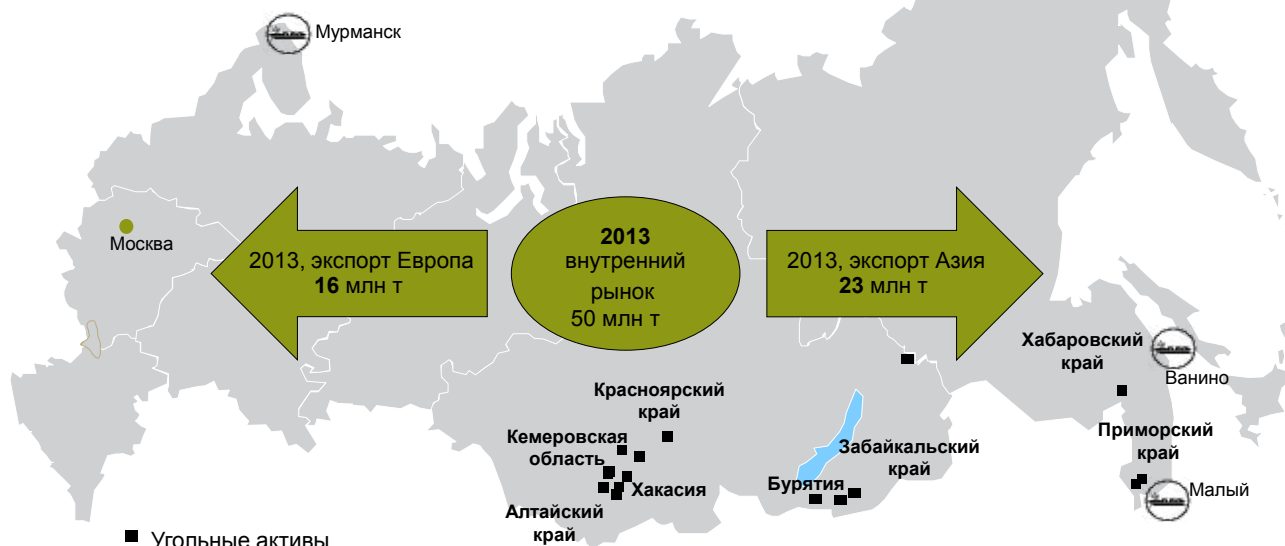 Мурманск
Москва
2013, экспорт Европа
16 млн т
2013
внутренний
рынок
50 млн т
2013, экспорт Азия
23 млн т
Хабаровский
край
Ванино
Красноярский
край
Кемеровская
область
Забайкальский
край
Приморский
край
Хакасия
Бурятия
Малый
Алтайский
край
Угольные активы